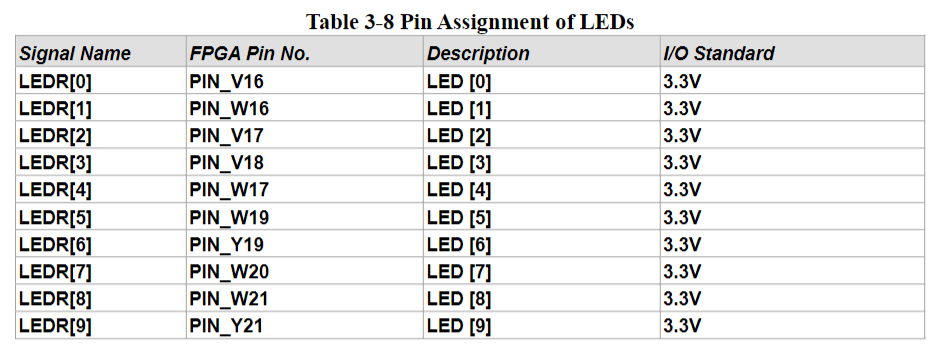 Table 3-8 Pin Assignment of LEDs
Signal Name FPGA Pin No. Description I/O Standard
LEDR[0] PIN_V16 LED [0] 3.3V
LEDR[1] PIN_W16 LED [1] 3.3V
LEDR[2] PIN_V17 LED [2] 3.3V
LEDR[3] PIN_V18 LED [3] 3.3V
LEDR[4] PIN_W17 LED [4] 3.3V
LEDR[5] PIN_W19 LED [5] 3.3V
LEDR[6] PIN_Y19 LED [6] 3.3V
LEDR[7] PIN_W20 LED [7] 3.3V
LEDR[8] PIN_W21 LED [8] 3.3V
LEDR[9] PIN_Y21 LED [9] 3.3V